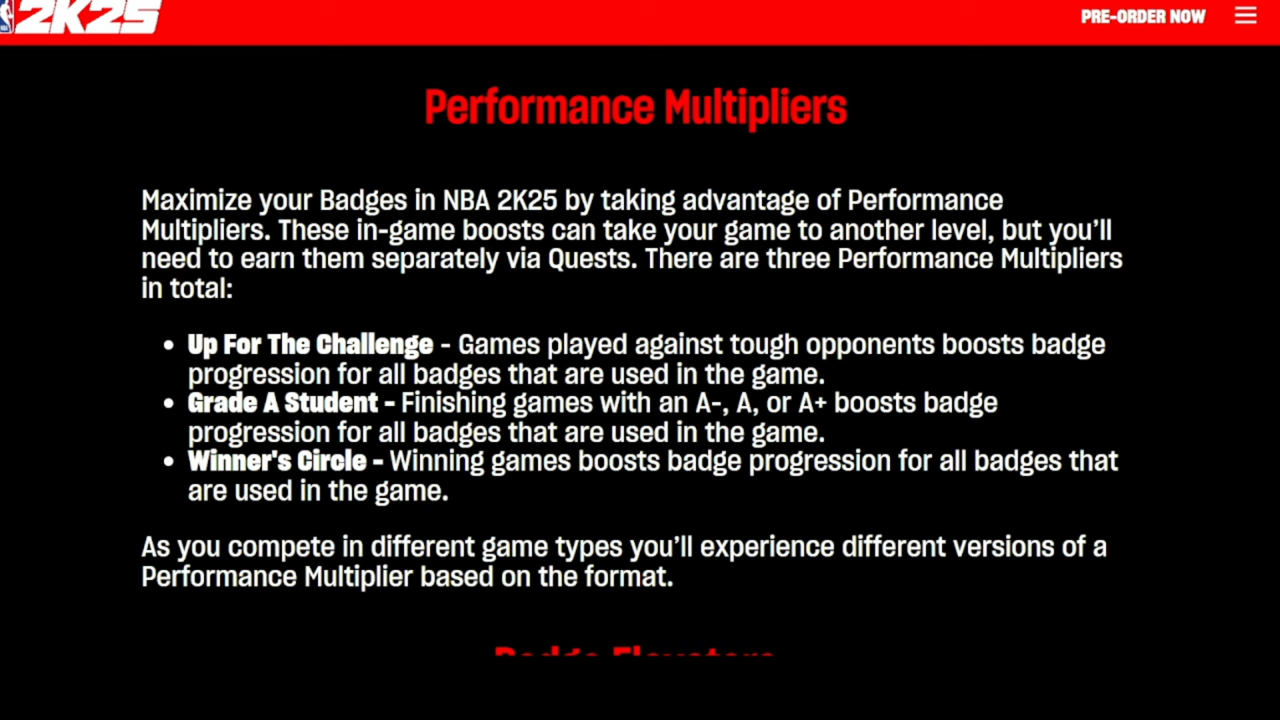 2K25
PRE-ORDER NOW
Performance Multipliers
Maximize your Badges in NBA 2K25 by taking advantage of Performance
Multipliers. These in-game boosts can take your game to another level, but you’ll
need to earn them separately via Quests. There are three Performance Multipliers
in total:
• Up For The Challenge - Games played against tough opponents boosts badge
progression for all badges that are used in the game.
• Grade A Student - Finishing games with an A-, A, or A+ boosts badge
progression for all badges that are used in the game.
• Winner's Circle - Winning games boosts badge progression for all badges that
are used in the game.
As you compete in different game types you’ll experience different versions of a
Performance Multiplier based on the format.
Badge Elevators